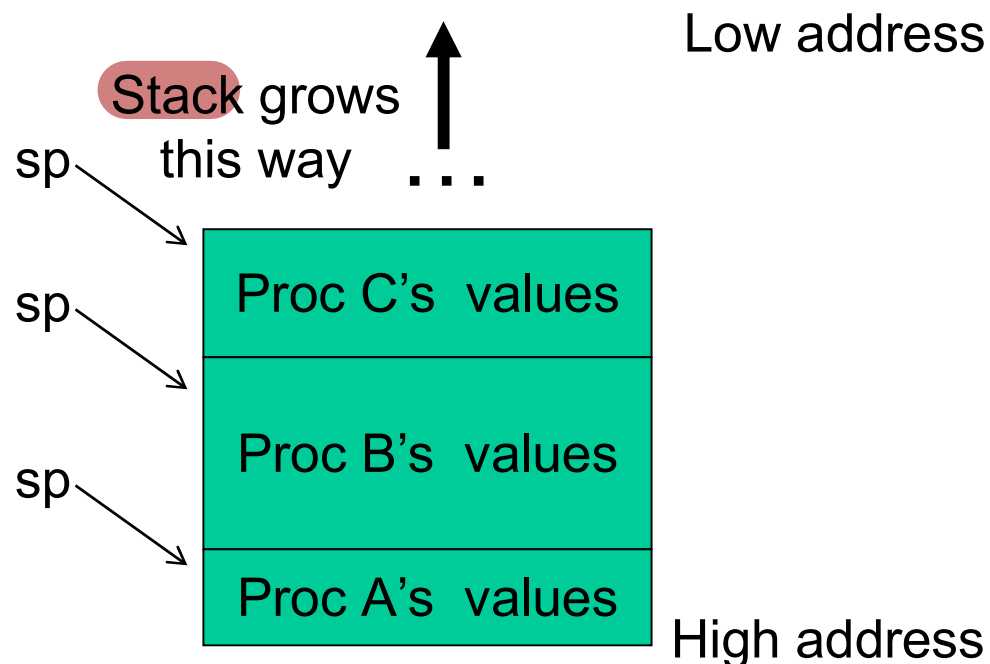 Low address
Stack grows
this way
...
sp
Proc C’s  values
sp
Proc B’s  values
sp
Proc A’s  values
High address